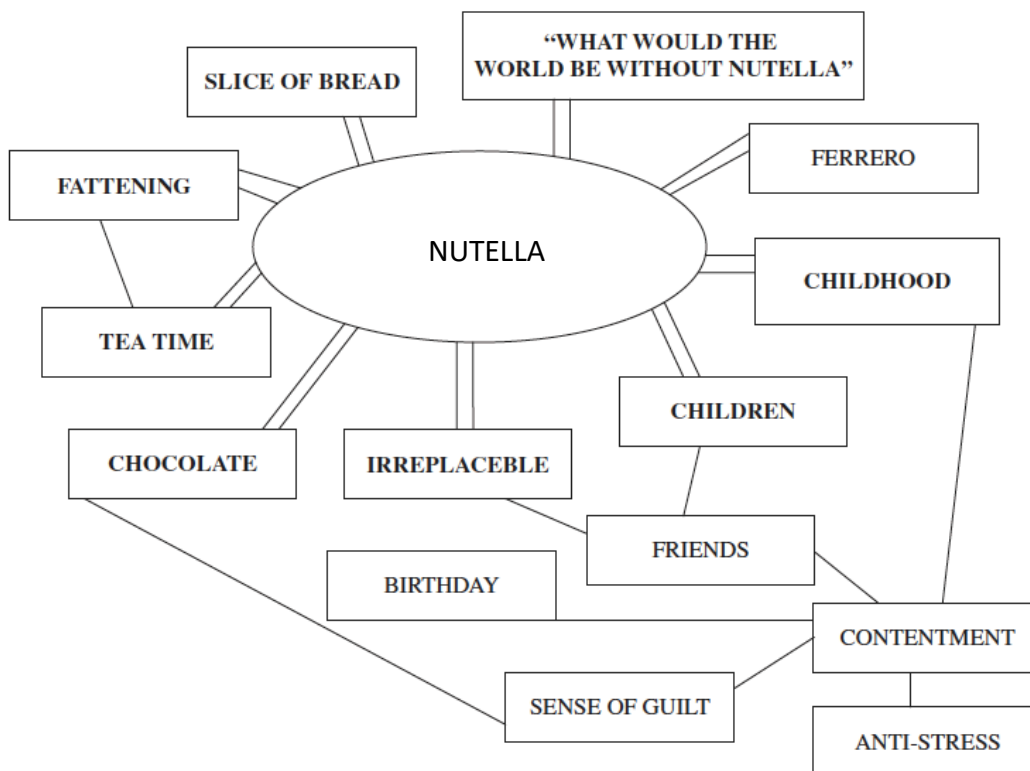 “WHAT WOULD THE
WORLD BE WITHOUT NUTELLA”
SLICE OF BREAD
FERRERO
FATTENING
NUTELLA
CHILDHOOD
TEA TIME
CHILDREN
CHOCOLATE
IRREPLACEBLE
FRIENDS
BIRTHDAY
CONTENTMENT
SENSE OF GUILT
ANTI-STRESS